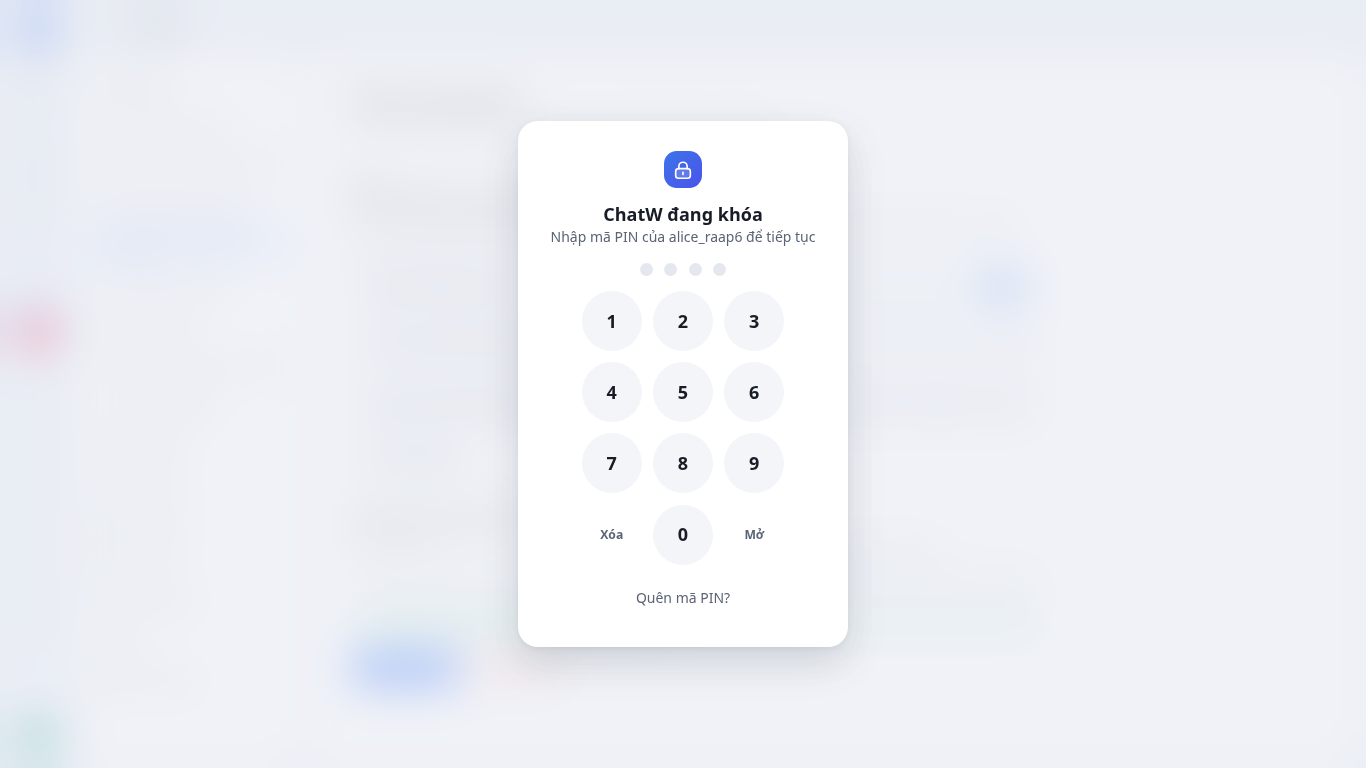 ChatW đang khóa
Nhập mã PIN của alice_raap6 để tiếp tục
1 2 3
4 5 6
7 8 9
Xóa 0 Mở
Quên mã PIN?